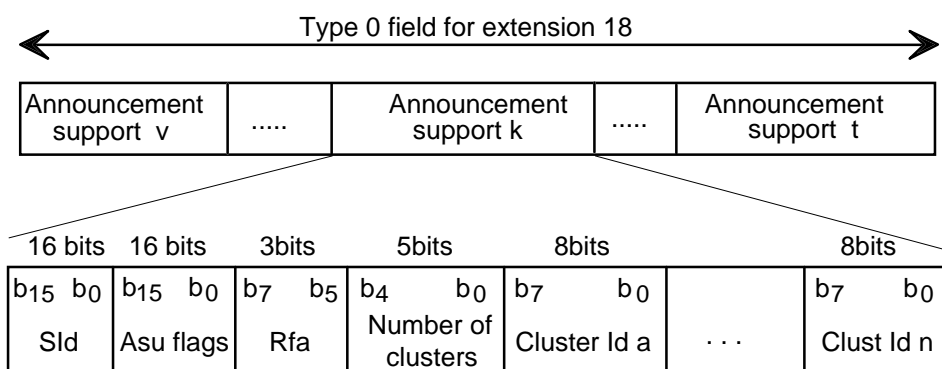 Type 0 field for extension 18
Announcement support v ..... Announcement support k ..... Announcement support t
16 bits 16 bits 3bits 5bits 8bits 8bits
b15 b0 b15 b0 b7 b5 b4 b0 b7 b0 b7 b0
SId Asu flags Rfa Number of clusters Cluster Id a . . . Clust Id n